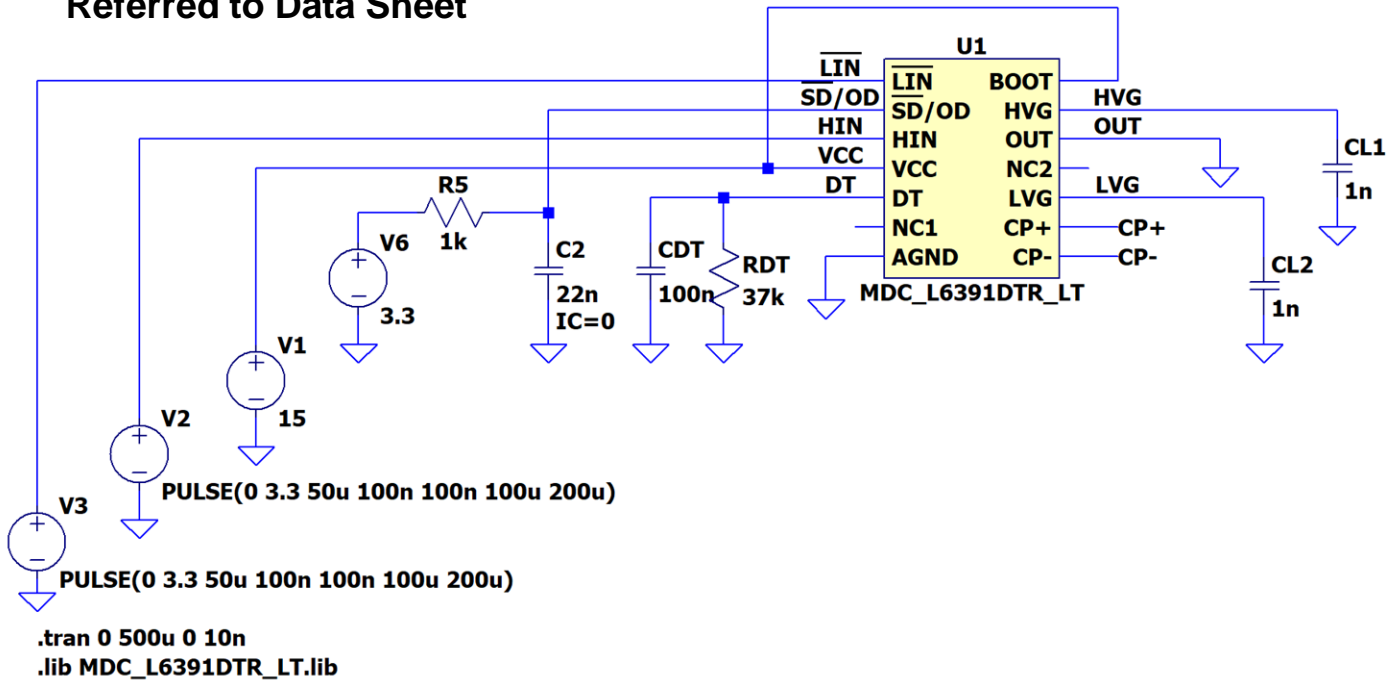 Referred to Data Sheet
U1
LIN
SD/OD
HIN
VCC
DT
LIN
SD/OD
HIN
VCC
DT
NC1
AGND
BOOT
HVG
OUT
NC2
LVG
CP+
CP-
HVG
OUT
LVG
CP+
CP-
MDC_L6391DTR_LT
CL1
1n
CL2
1n
R5
1k
V6
3.3
C2
22n
IC=0
CDT
100n
RDT
37k
V1
15
V2
PULSE(0 3.3 50u 100n 100n 100u 200u)
V3
PULSE(0 3.3 50u 100n 100n 100u 200u)
.tran 0 500u 0 10n
.lib MDC_L6391DTR_LT.lib